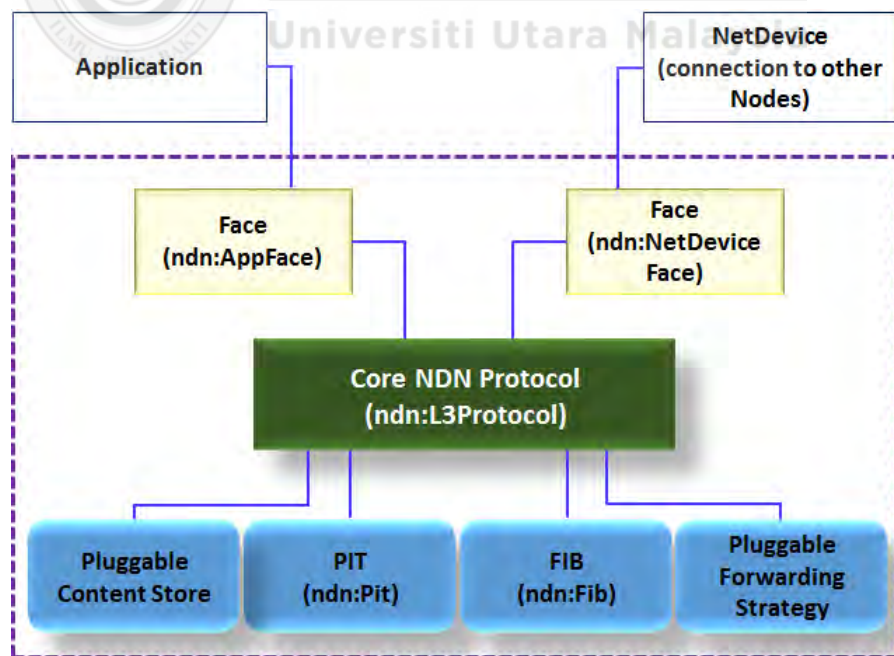 Universiti Utara Malaysia
Application
NetDevice
(connection to other
Nodes)
Face
(ndn:AppFace)
Face
(ndn:NetDevice
Face)
Core NDN Protocol
(ndn:L3Protocol)
Pluggable
Content Store
PIT
(ndn:Pit)
FIB
(ndn:Fib)
Pluggable
Forwarding
Strategy